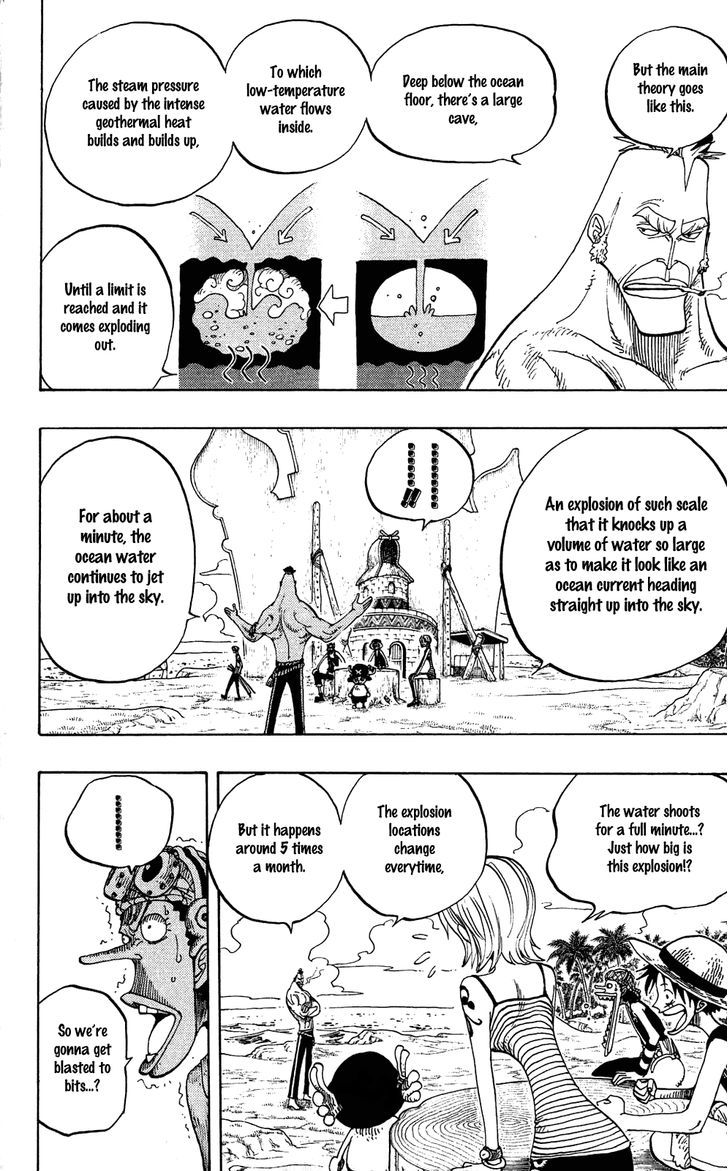 But the main
theory goes
like this.
Deep below the ocean
floor, there's a large
cave,
To which
low-temperature
water flows
inside.
The steam pressure
caused by the intense
geothermal heat
builds and builds up,
Until a limit is
reached and it
comes exploding
out.
An explosion of such scale
that it knocks up a
volume of water so large
as to make it look like an
ocean current heading
straight up into the sky.
For about a
minute, the
ocean water
continues to jet
up into the sky.
The water shoots
for a full minute...?
Just how big is
this explosion!?
The explosion
locations
change
everytime,
But it happens
around 5 times
a month.
So we're
gonna get
blasted to
bits...?